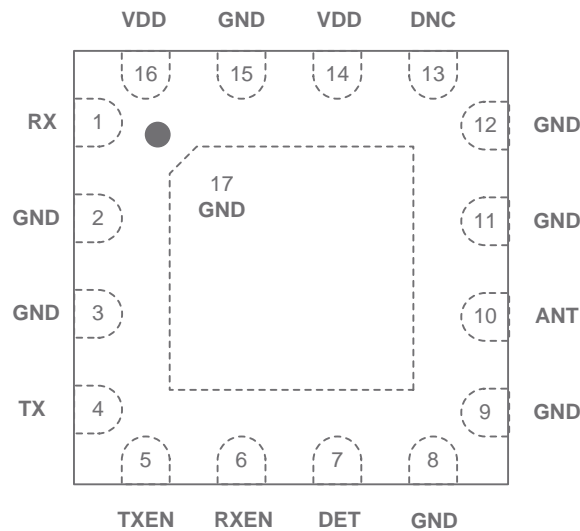 VDD GND VDD DNC
16 15 14 13
RX 1 12 GND
17
GND
GND 2 11 GND
GND 3 10 ANT
TX 4 9 GND
5 6 7 8
TXEN RXEN DET GND